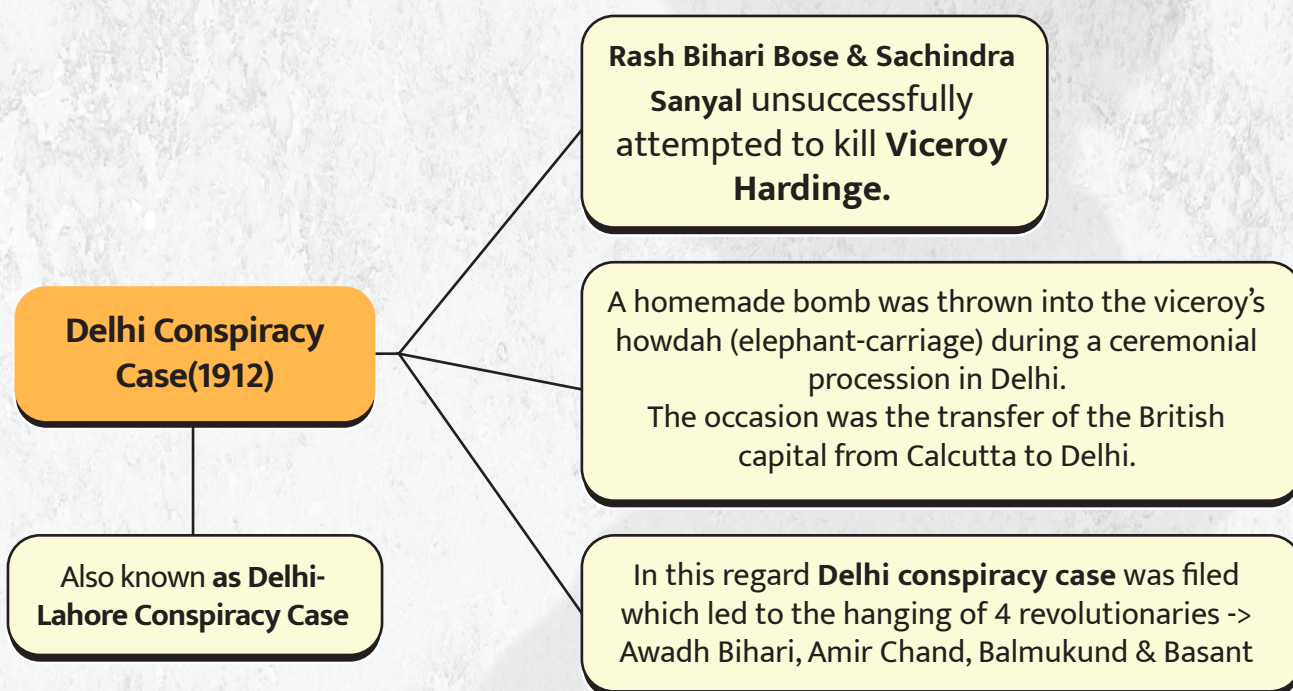 Rash Bihari Bose & Sachindra
Sanyal unsuccessfully
attempted to kill Viceroy
Hardinge.
Delhi Conspiracy
Case(1912)
A homemade bomb was thrown into the viceroy’s
howdah (elephant-carriage) during a ceremonial
procession in Delhi.
The occasion was the transfer of the British
capital from Calcutta to Delhi.
Also known as Delhi-
Lahore Conspiracy Case
In this regard Delhi conspiracy case was filed
which led to the hanging of 4 revolutionaries ->
Awadh Bihari, Amir Chand, Balmukund & Basant